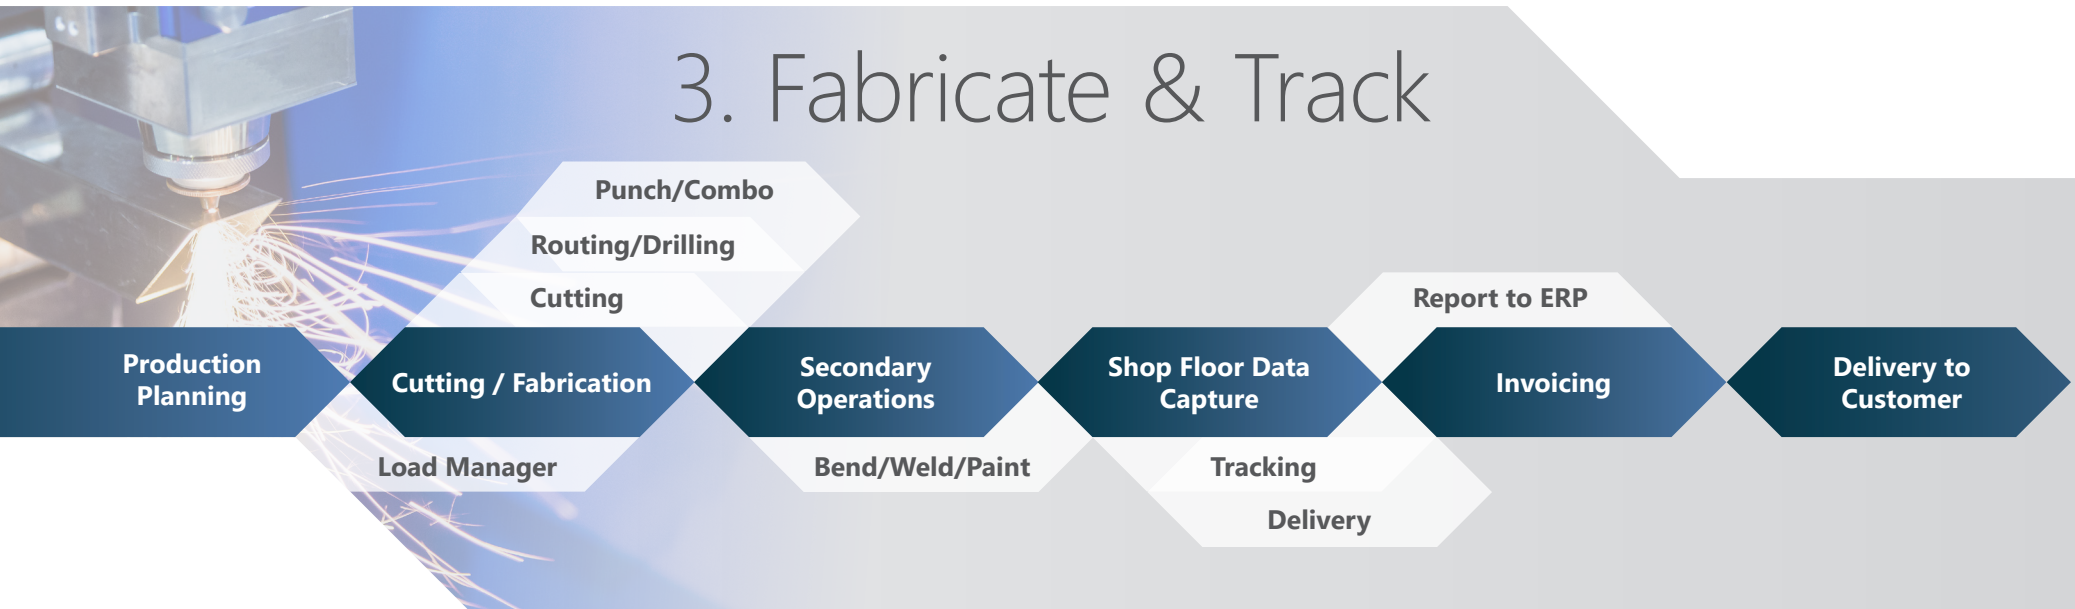 3. Fabricate & Track
Punch/Combo
Routing/Drilling
Cutting
Report to ERP
Production
Planning
Cutting / Fabrication
Secondary
Operations
Shop Floor Data
Capture
Invoicing
Delivery to
Customer
Load Manager
Bend/Weld/Paint
Tracking
Delivery